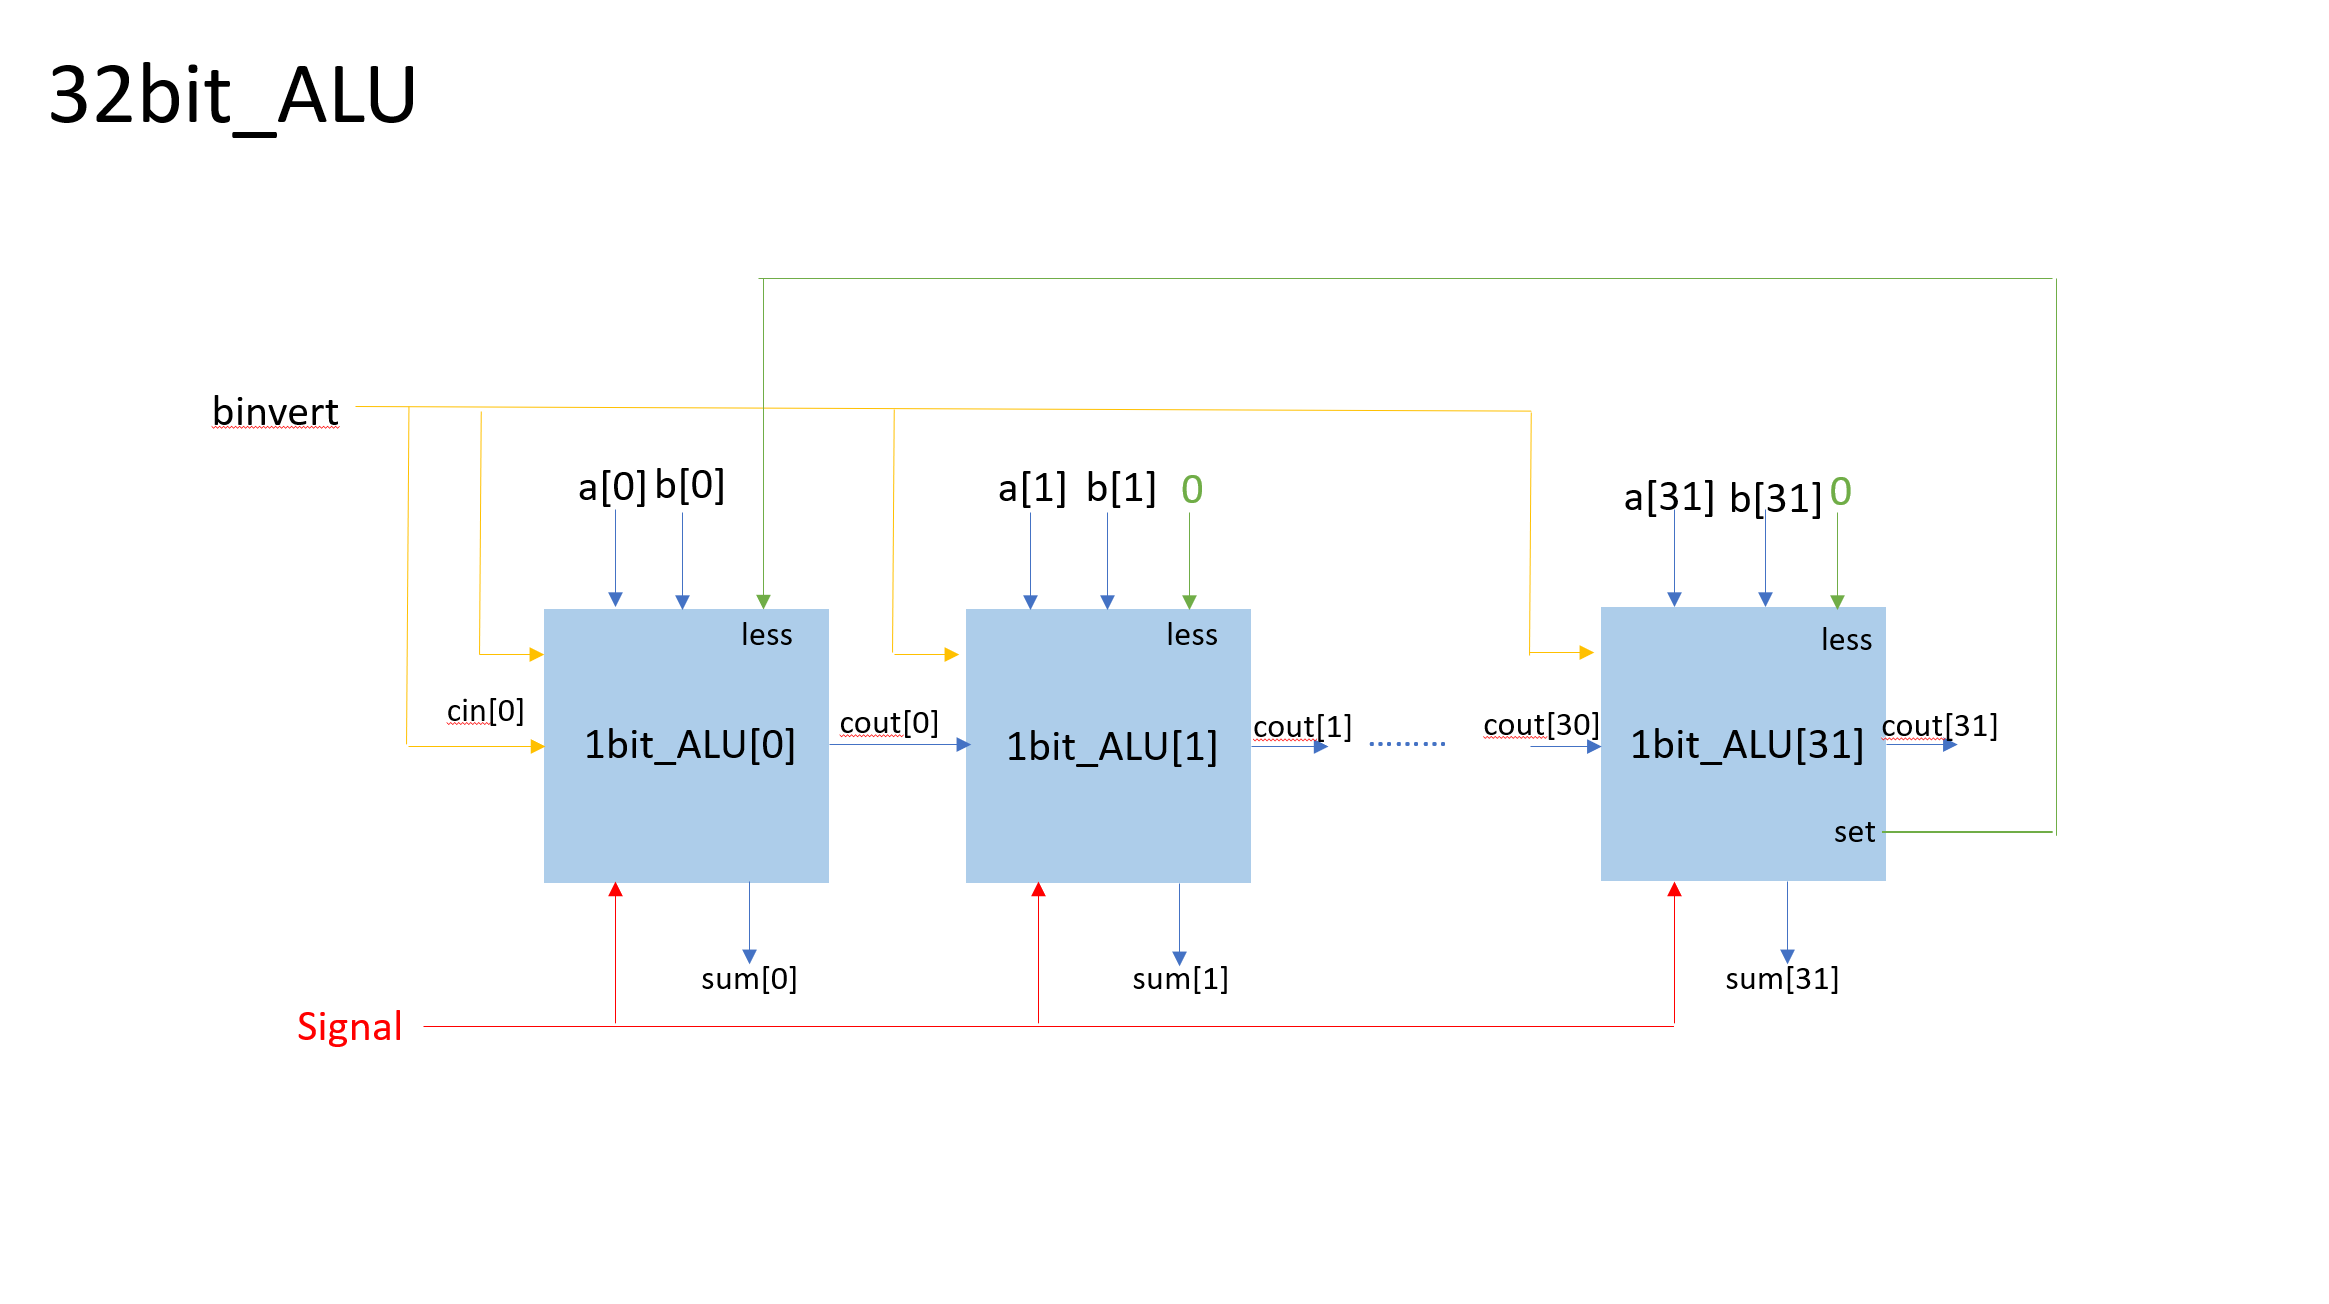 32bit_ALU
binvert
a[0] b[0]
a[1] b[1] 0
a[31] b[31] 0
less
less
less
cin[0]
1bit_ALU[0]
cout[0]
1bit_ALU[1]
cout[1]
cout[30]
1bit_ALU[31]
cout[31]
set
sum[0]
sum[1]
sum[31]
Signal